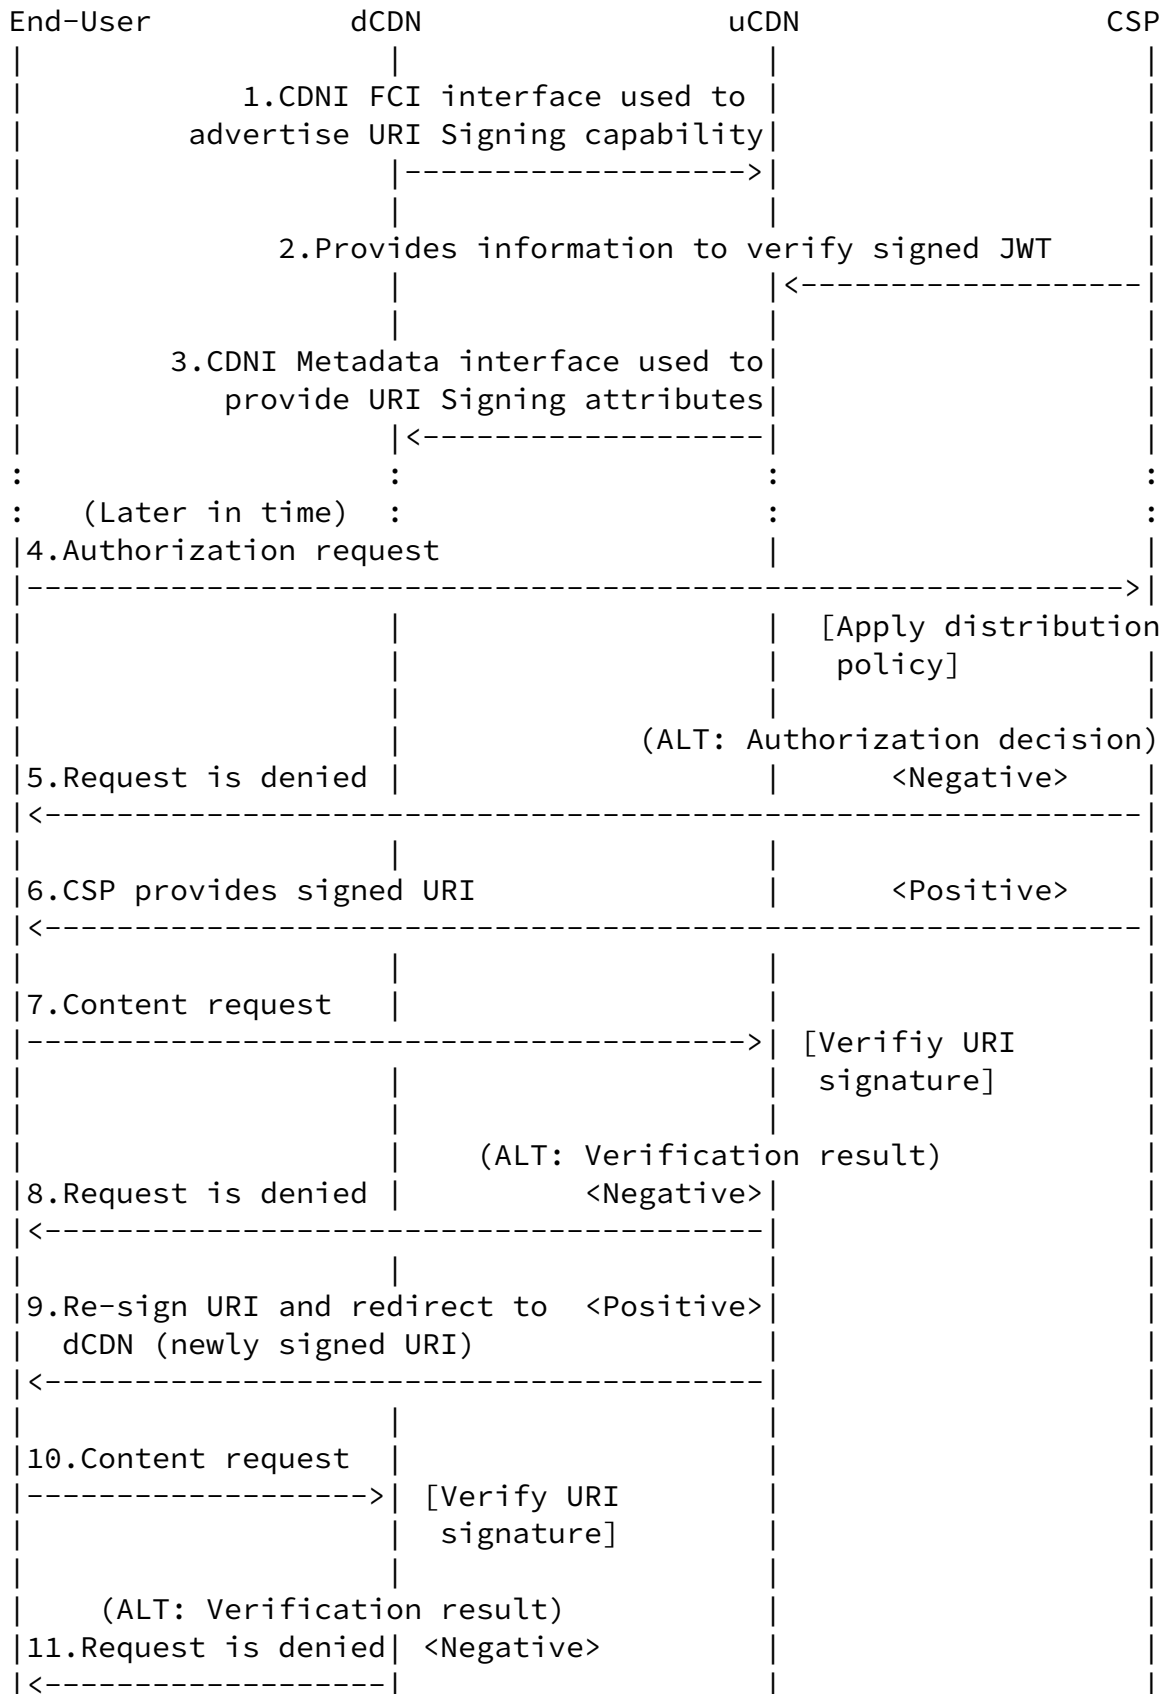 End-User dCDN uCDN CSP
1.CDNI FCI interface used to
advertise URI Signing capability
2.Provides information to verify signed JWT
3.CDNI Metadata interface used to
provide URI Signing attributes
(Later in time)
4.Authorization request
[Apply distribution
policy]
(ALT: Authorization decision)
5.Request is denied <Negative>
6.CSP provides signed URI <Positive>
7.Content request
[Verifiy URI
signature]
(ALT: Verification result)
8.Request is denied <Negative>
9.Re-sign URI and redirect to <Positive>
dCDN (newly signed URI)
10.Content request
[Verify URI
signature]
(ALT: Verification result)
11.Request is denied <Negative>